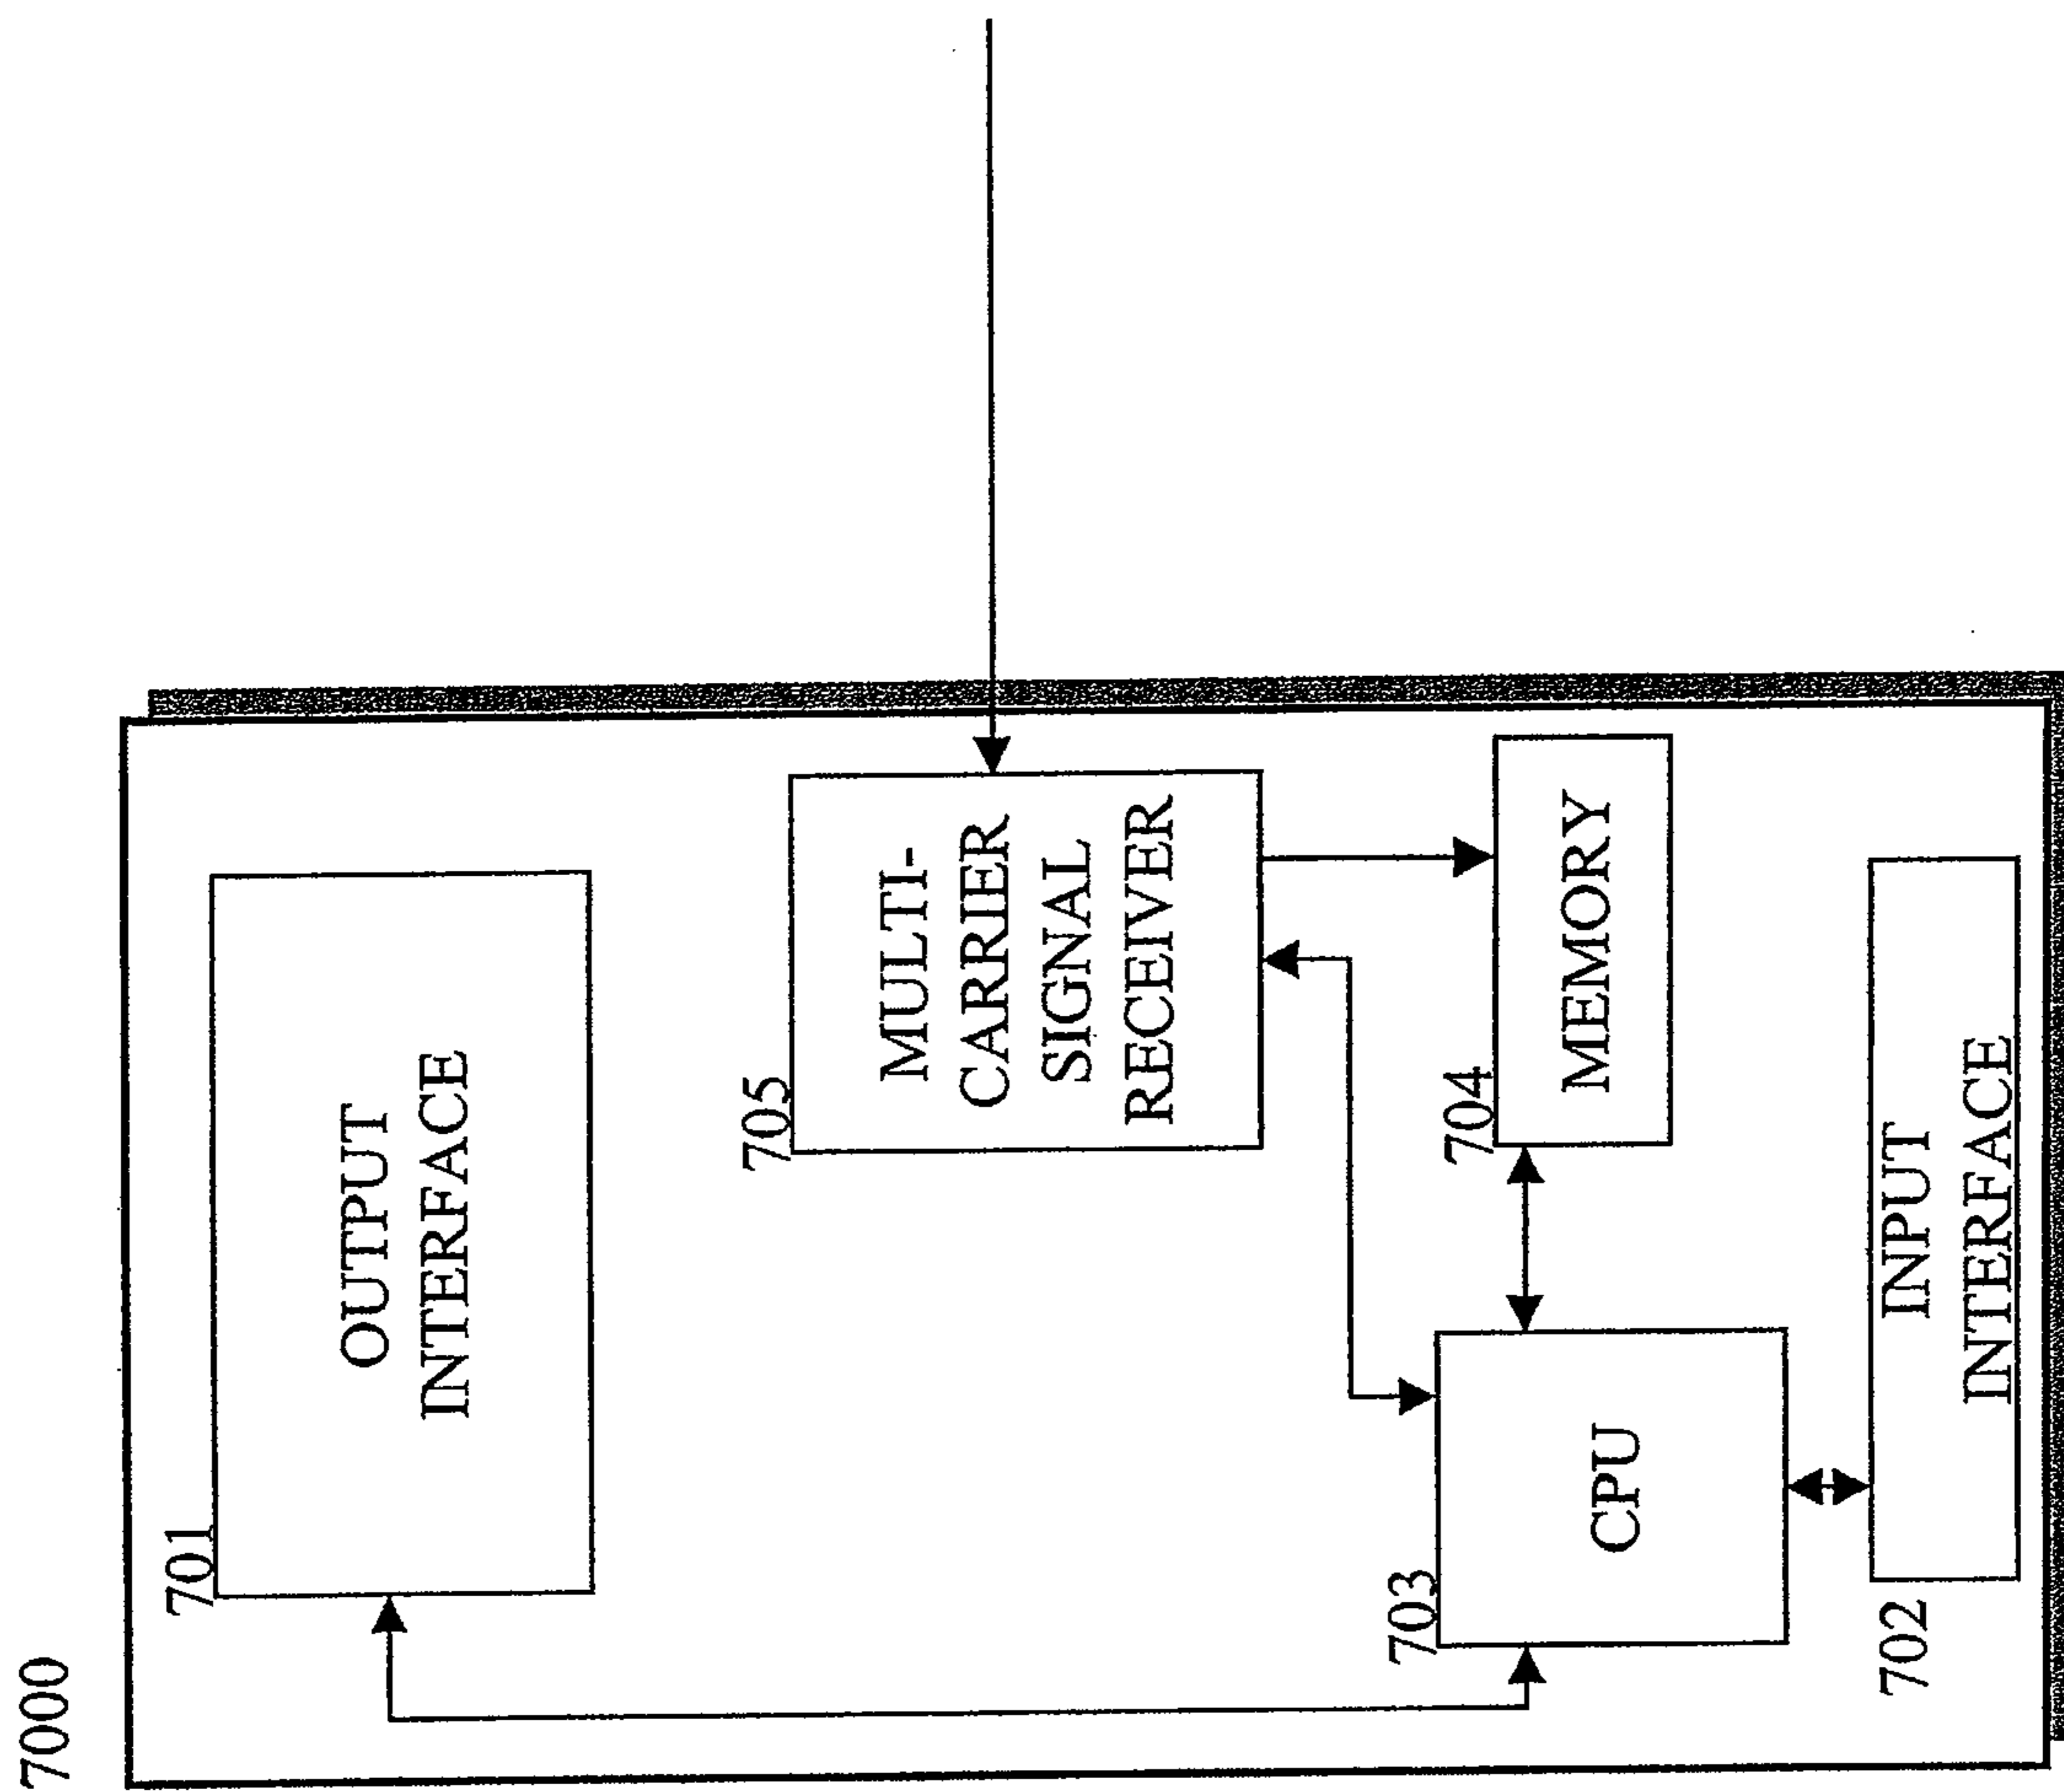 7000
701
OUTPUT
INTERFACE
705
MULTI-
CARRIER
SIGNAL
RECEIVER
703
CPU
704
MEMORY
702
INPUT
INTERFACE